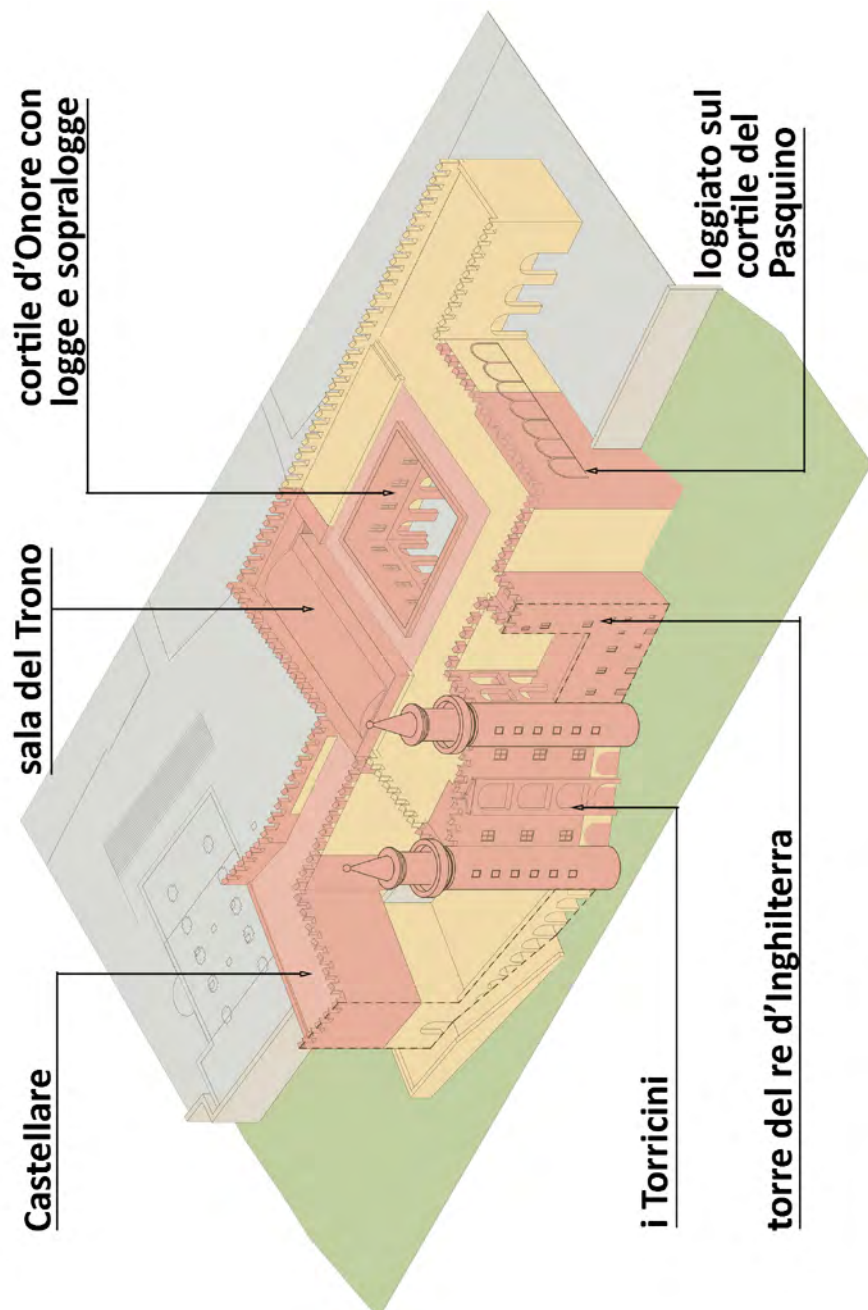 Castellare
sala del Trono
cortile d'Onore con
logge e sopralogge
i Torricini
torre del re d'Inghilterra
loggiato sul
cortile del
Pasquino